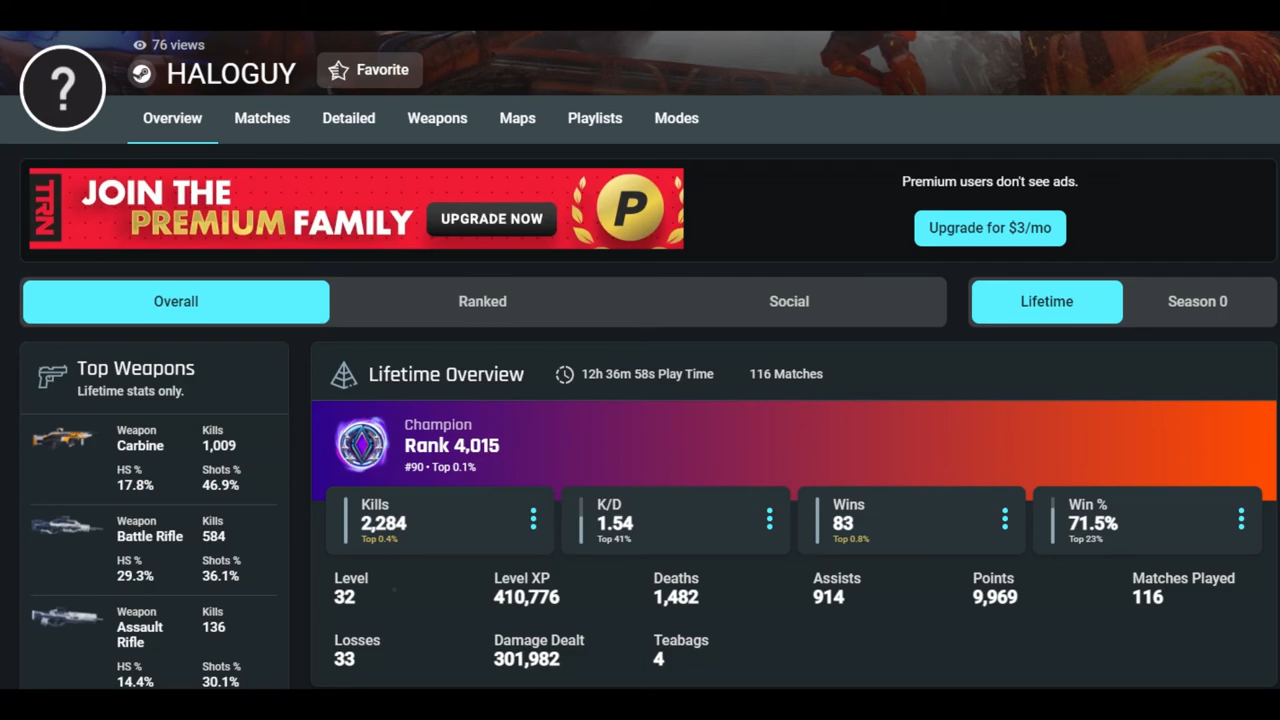 76 views
?
HALOGUY
Favorite
Overview Matches Detailed Weapons Maps Playlists Modes
TRN
JOIN THE
PREMIUM FAMILY
UPGRADE NOW
P
Premium users don't see ads.
Upgrade for $3/mo
Overall Ranked Social
Lifetime Season 0
Top Weapons
Lifetime stats only.
Weapon Kills
Carbine 1,009
HS % Shots %
17.8% 46.9%
Weapon Kills
Battle Rifle 584
HS % Shots %
29.3% 36.1%
Weapon Kills
Assault 136
Rifle
HS % Shots %
14.4% 30.1%
Lifetime Overview 12h 36m 58s Play Time 116 Matches
Champion
Rank 4,015
#90 • Top 0.1%
Kills
2,284
Top 0.4%
K/D
1.54
Top 41%
Wins
83
Top 0.8%
Win %
71.5%
Top 23%
Level Level XP Deaths Assists Points Matches Played
32 410,776 1,482 914 9,969 116
Losses Damage Dealt Teabags
33 301,982 4